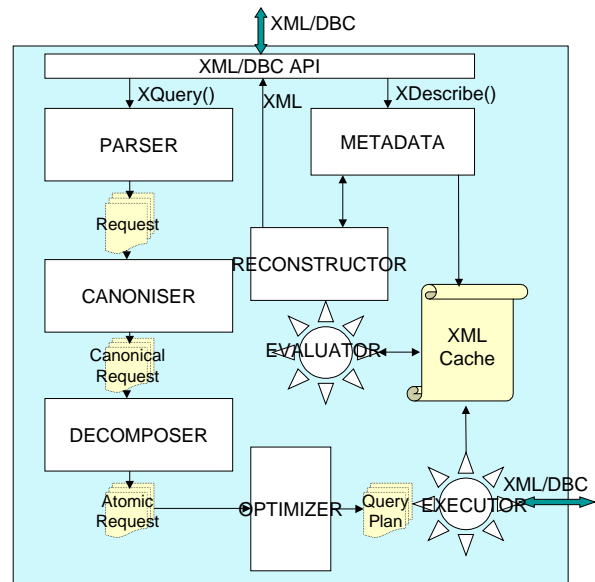 XML/DBC
XML/DBC API
XQuery()
XML
XDescribe()
PARSER
METADATA
Request
RECONSTRUCTOR
CANONISER
EVALUATOR
XML
Cache
Canonical
Request
DECOMPOSER
Atomic
Request
OPTIMIZER
Query
Plan
EXECUTOR
XML/DBC